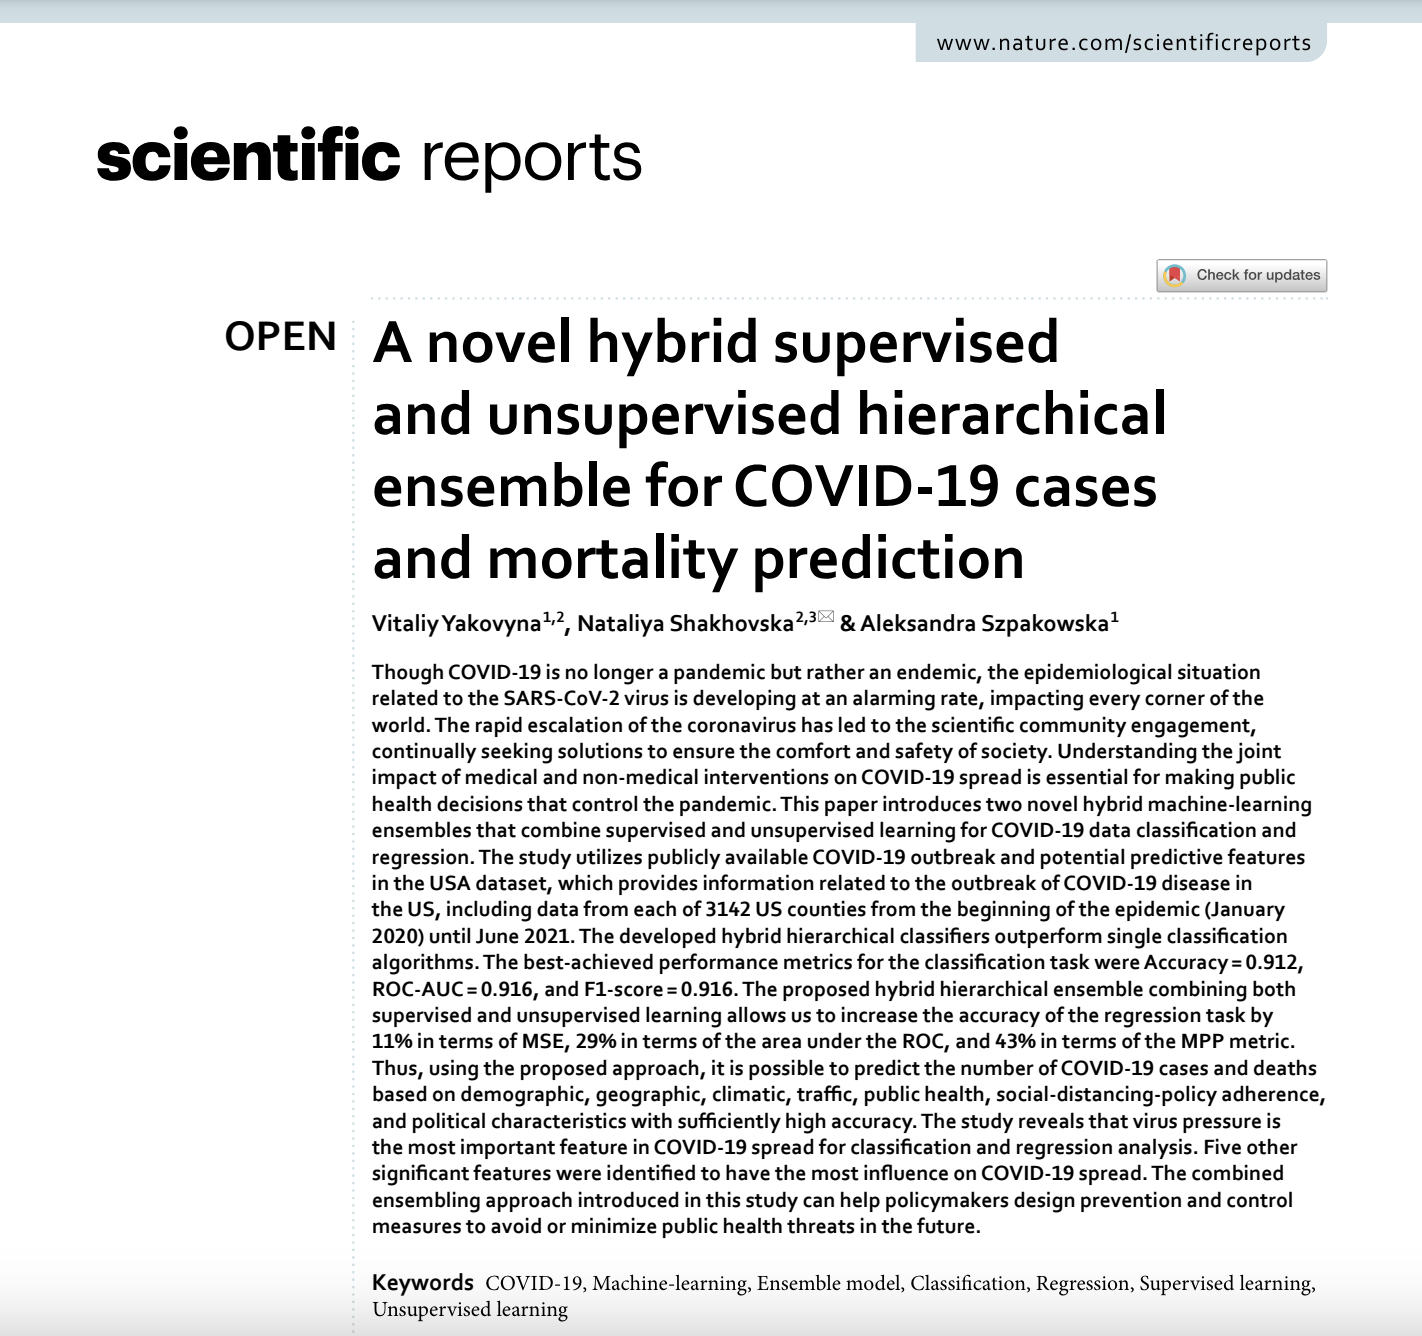 www.nature.com/scientificreports
scientific reports
Check for updates
OPEN
A novel hybrid supervised
and unsupervised hierarchical
ensemble for COVID-19 cases
and mortality prediction
Vitaliy Yakovyna1,2, Nataliya Shakhovska2,3✉ & Aleksandra Szpakowska1
Though COVID-19 is no longer a pandemic but rather an endemic, the epidemiological situation
related to the SARS-CoV-2 virus is developing at an alarming rate, impacting every corner of the
world. The rapid escalation of the coronavirus has led to the scientific community engagement,
continually seeking solutions to ensure the comfort and safety of society. Understanding the joint
impact of medical and non-medical interventions on COVID-19 spread is essential for making public
health decisions that control the pandemic. This paper introduces two novel hybrid machine-learning
ensembles that combine supervised and unsupervised learning for COVID-19 data classification and
regression. The study utilizes publicly available COVID-19 outbreak and potential predictive features
in the USA dataset, which provides information related to the outbreak of COVID-19 disease in
the US, including data from each of 3142 US counties from the beginning of the epidemic (January
2020) until June 2021. The developed hybrid hierarchical classifiers outperform single classification
algorithms. The best-achieved performance metrics for the classification task were Accuracy = 0.912,
ROC-AUC = 0.916, and F1-score = 0.916. The proposed hybrid hierarchical ensemble combining both
supervised and unsupervised learning allows us to increase the accuracy of the regression task by
11% in terms of MSE, 29% in terms of the area under the ROC, and 43% in terms of the MPP metric.
Thus, using the proposed approach, it is possible to predict the number of COVID-19 cases and deaths
based on demographic, geographic, climatic, traffic, public health, social-distancing-policy adherence,
and political characteristics with sufficiently high accuracy. The study reveals that virus pressure is
the most important feature in COVID-19 spread for classification and regression analysis. Five other
significant features were identified to have the most influence on COVID-19 spread. The combined
ensembling approach introduced in this study can help policymakers design prevention and control
measures to avoid or minimize public health threats in the future.
Keywords COVID-19, Machine-learning, Ensemble model, Classification, Regression, Supervised learning,
Unsupervised learning